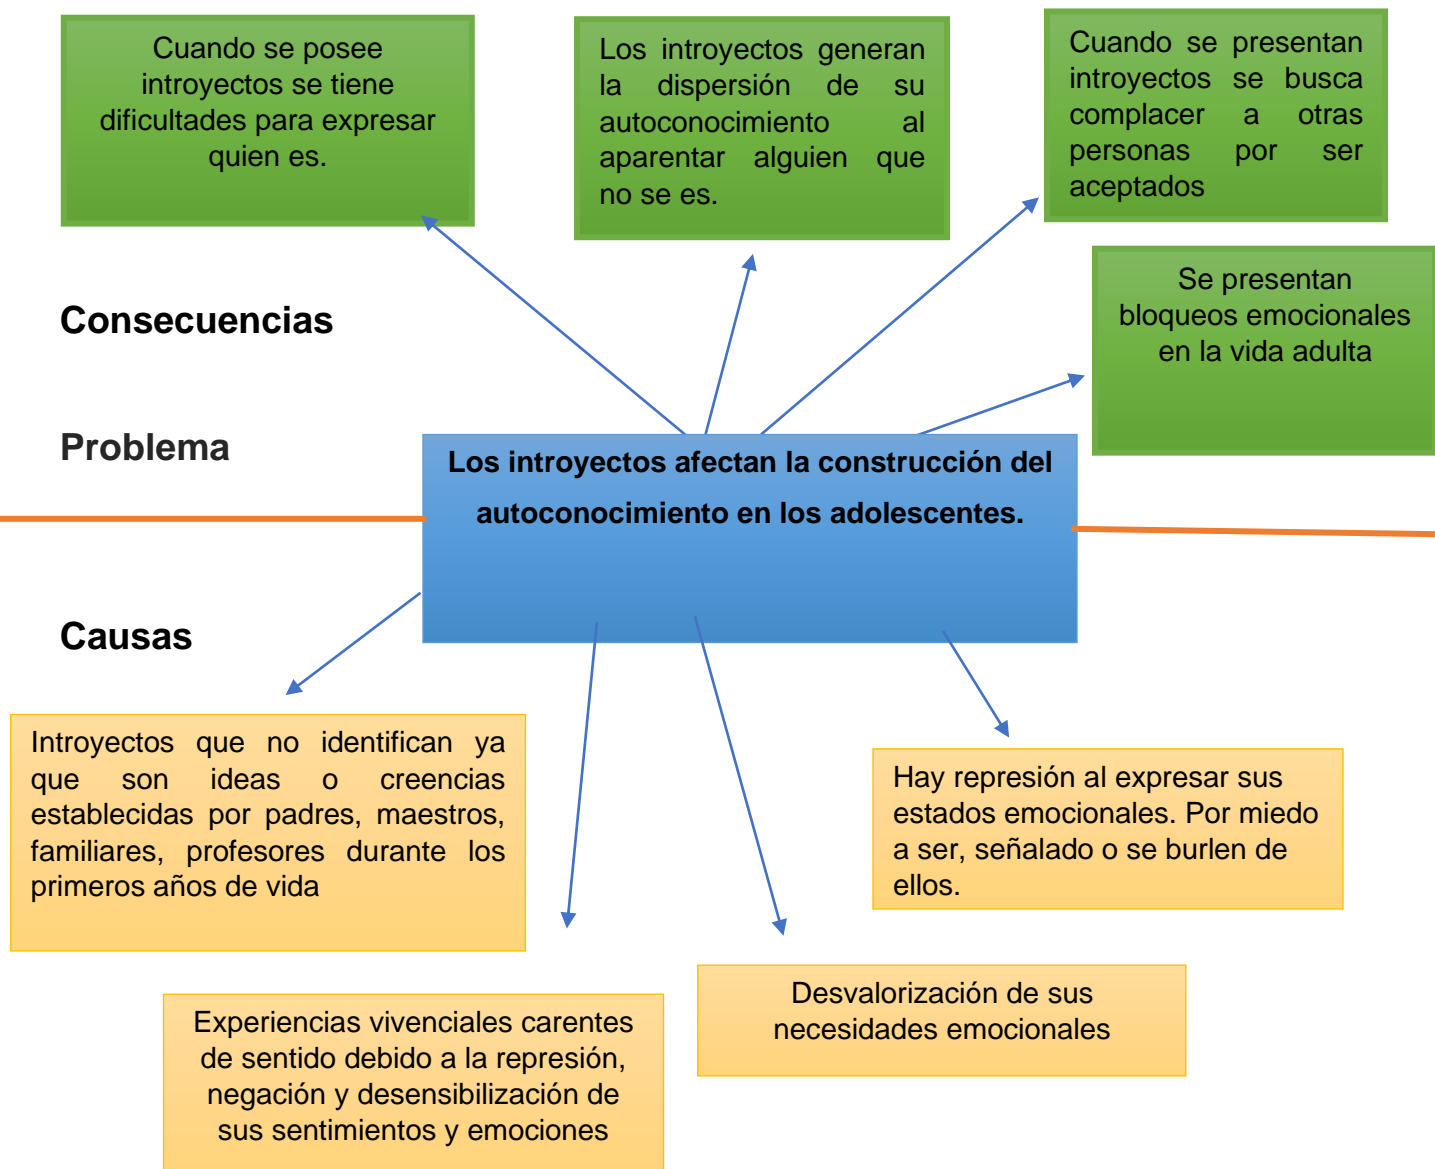 Cuando se posee
introyectos se tiene
dificultades para expresar
quien es.
Los introyectos generan
la dispersión de su
autoconocimiento al
aparentar alguien que
no se es.
Cuando se presentan
introyectos se busca
complacer a otras
personas por ser
aceptados
Se presentan
bloqueos emocionales
en la vida adulta
Consecuencias
Problema
Los introyectos afectan la construcción del
autoconocimiento en los adolescentes.
Causas
Introyectos que no identifican ya
que son ideas o creencias
establecidas por padres, maestros,
familiares, profesores durante los
primeros años de vida
Hay represión al expresar sus
estados emocionales. Por miedo
a ser, señalado o se burlen de
ellos.
Experiencias vivenciales carentes
de sentido debido a la represión,
negación y desensibilización de
sus sentimientos y emociones
Desvalorización de sus
necesidades emocionales